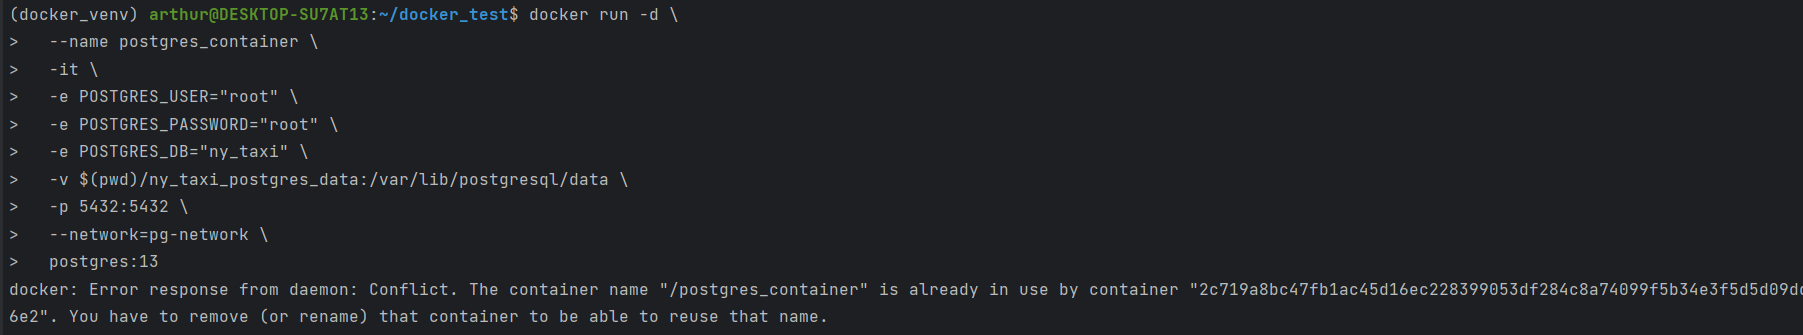 (docker_venv) arthur@DESKTOP-SU7AT13:~/docker_test$ docker run -d \
>   --name postgres_container \
>   -it \
>   -e POSTGRES_USER="root" \
>   -e POSTGRES_PASSWORD="root" \
>   -e POSTGRES_DB="ny_taxi" \
>   -v $(pwd)/ny_taxi_postgres_data:/var/lib/postgresql/data \
>   -p 5432:5432 \
>   --network=pg-network \
>   postgres:13
docker: Error response from daemon: Conflict. The container name "/postgres_container" is already in use by container "2c719a8bc47fb1ac45d16ec228399053df284c8a74099f5b34e3f5d5d09d
6e2". You have to remove (or rename) that container to be able to reuse that name.